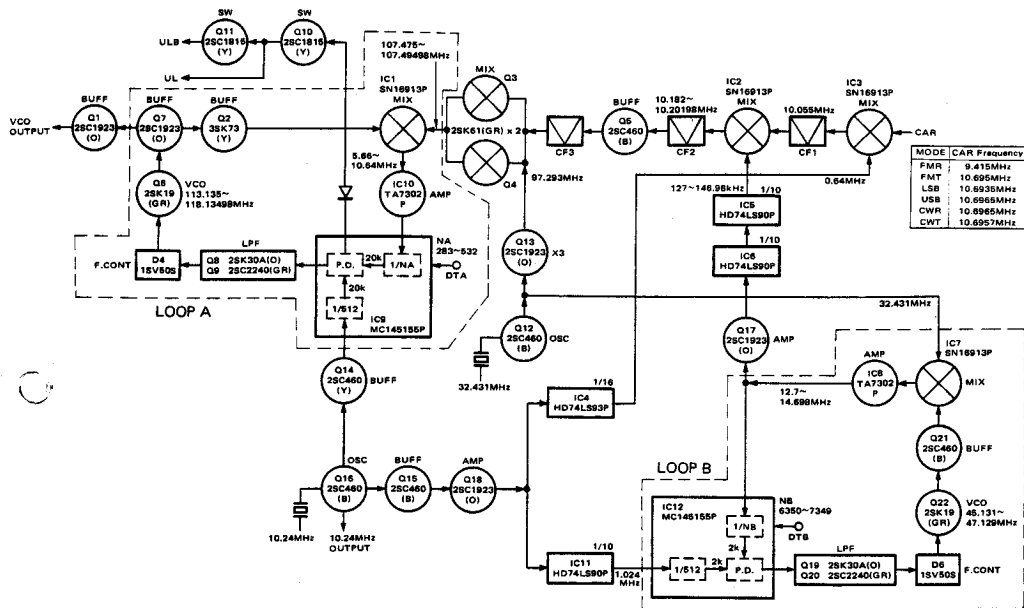 SW
Q11
2SC1815
(Y)
SW
Q10
2SC1815
(Y)
ULB
UL
107.475~
107.49498MHz
BUFF
Q1
2SC1923
(O)
VCO
OUTPUT
BUFF
Q7
2SC1923
(O)
BUFF
Q2
3SK73
(Y)
IC1
SN16913P
MIX
MIX
Q3
2SK61(GR) x 2
Q4
CF3
BUFF
Q5
2SC460
(B)
10.182~
10.20198MHz
CF2
IC2
SN16913P
MIX
10.055MHz
CF1
IC3
SN16913P
MIX
CAR
MODE CAR Frequency
FMR 9.415MHz
FMT 10.695MHz
LSB 10.6935MHz
USB 10.6965MHz
CWR 10.6965MHz
CWT 10.6957MHz
Q6
2SK19
(GR)
VCO
113.135~
118.13498MHz
5.66~
10.64MHz
IC10
TA7302
P
AMP
97.293MHz
127~146.98kHz
0.64MHz
1/10
IC5
HD74LS90P
1/10
IC6
HD74LS90P
Q13
2SC1923
(O)
X3
F.CONT
D4
1SV50S
LPF
Q8 2SK30A(O)
Q9 2SC2240(GR)
P.D.
20k
1/NA
20k
1/512
IC9
MC145155P
NA
283~532
DTA
LOOP A
Q12
2SC460
(B)
OSC
32.431MHz
32.431MHz
Q17
2SC1923
(O)
AMP
IC7
SN16913P
MIX
AMP
IC8
TA7302
P
12.7~
14.698MHz
Q14
2SC460
(Y)
BUFF
1/16
IC4
HD74LS93P
Q21
2SC460
(B)
BUFF
LOOP B
OSC
Q16
2SC460
(B)
BUFF
Q15
2SC460
(B)
AMP
Q18
2SC1923
(O)
10.24MHz
10.24MHz
OUTPUT
IC12
MC145155P
NB
6350~7349
DTB
1/NB
2k
1/512
2k
P.D.
Q22
2SK19
(GR)
VCO
45.131~
47.129MHz
1/10
IC11
HD74LS90P
1.024
MHz
LPF
Q19 2SK30A(O)
Q20 2SC2240(GR)
D6
1SV50S
F.CONT